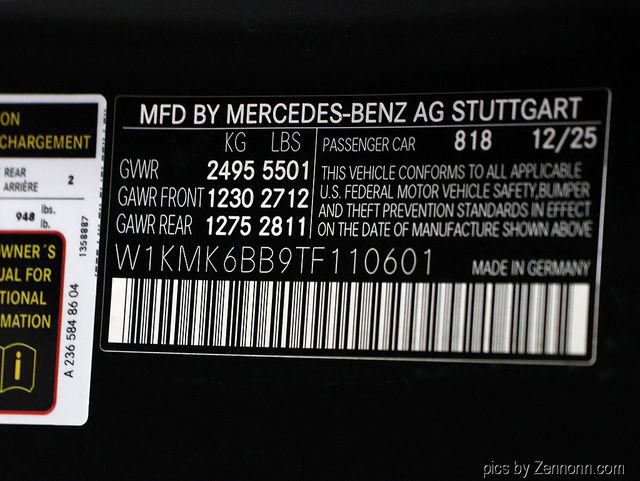 ON
CHARGEMENT
REAR 2
ARRIÈRE
948 lbs.
lb.
1358887
OWNER´S
UAL FOR
TIONAL
RMATION
A 236 584 86 04
MFD BY MERCEDES-BENZ AG STUTTGART
KG LBS
GVWR 2495 5501
GAWR FRONT 1230 2712
GAWR REAR 1275 2811
PASSENGER CAR 818 12/25
THIS VEHICLE CONFORMS TO ALL APPLICABLE
U.S. FEDERAL MOTOR VEHICLE SAFETY,BUMPER
AND THEFT PREVENTION STANDARDS IN EFFECT
ON THE DATE OF MANUFACTURE SHOWN ABOVE
W1KMK6BB9TF110601 MADE IN GERMANY
pics by Zennonn.com